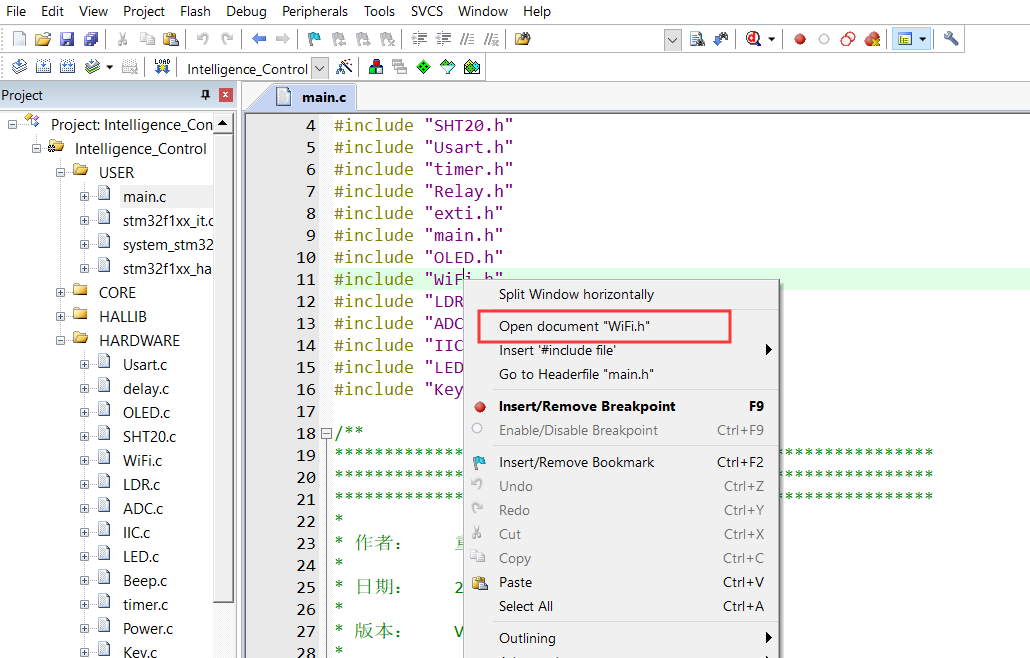 File Edit View Project Flash Debug Peripherals Tools SVCS Window Help
LOAD Intelligence_Control
Project
main.c
Project: Intelligence_Con
Intelligence_Control
USER
main.c
stm32f1xx_it.c
system_stm32
stm32f1xx_ha
CORE
HALLIB
HARDWARE
Usart.c
delay.c
OLED.c
SHT20.c
WiFi.c
LDR.c
ADC.c
IIC.c
LED.c
Beep.c
timer.c
Power.c
Key.c
4 #include "SHT20.h"
5 #include "Usart.h"
6 #include "timer.h"
7 #include "Relay.h"
8 #include "exti.h"
9 #include "main.h"
10 #include "OLED.h"
11 #include "WiFi.h"
12 #include "LDR
13 #include "ADC
14 #include "IIC
15 #include "LED
16 #include "Key
17
18 /**
19 ****************************************************************
20 ****************************************************************
21 ****************************************************************
22 *
23 * 作者:
24 *
25 * 日期: 2
26 *
27 * 版本: V
28 *
Split Window horizontally
Open document "WiFi.h"
Insert '#include file'
Go to Headerfile "main.h"
Insert/Remove Breakpoint F9
Enable/Disable Breakpoint Ctrl+F9
Insert/Remove Bookmark Ctrl+F2
Undo Ctrl+Z
Redo Ctrl+Y
Cut Ctrl+X
Copy Ctrl+C
Paste Ctrl+V
Select All Ctrl+A
Outlining